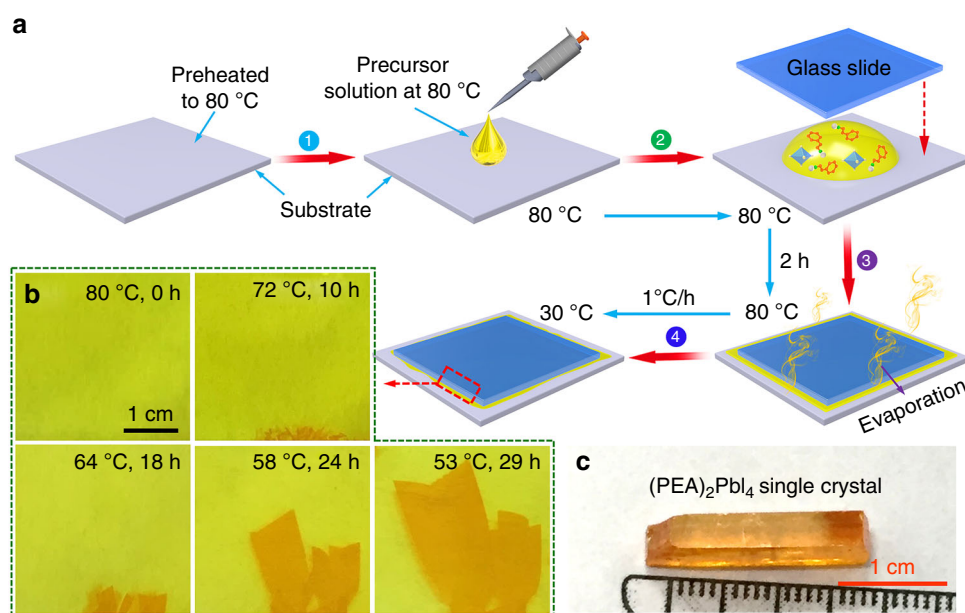 a
Preheated
to 80 °C
1
Substrate
Precursor
solution at 80 °C
2
Glass slide
80 °C
80 °C
2 h
3
80 °C
1°C/h
30 °C
4
Evaporation
b
80 °C, 0 h
1 cm
72 °C, 10 h
64 °C, 18 h
58 °C, 24 h
53 °C, 29 h
c
(PEA)₂PbI₄ single crystal
1 cm